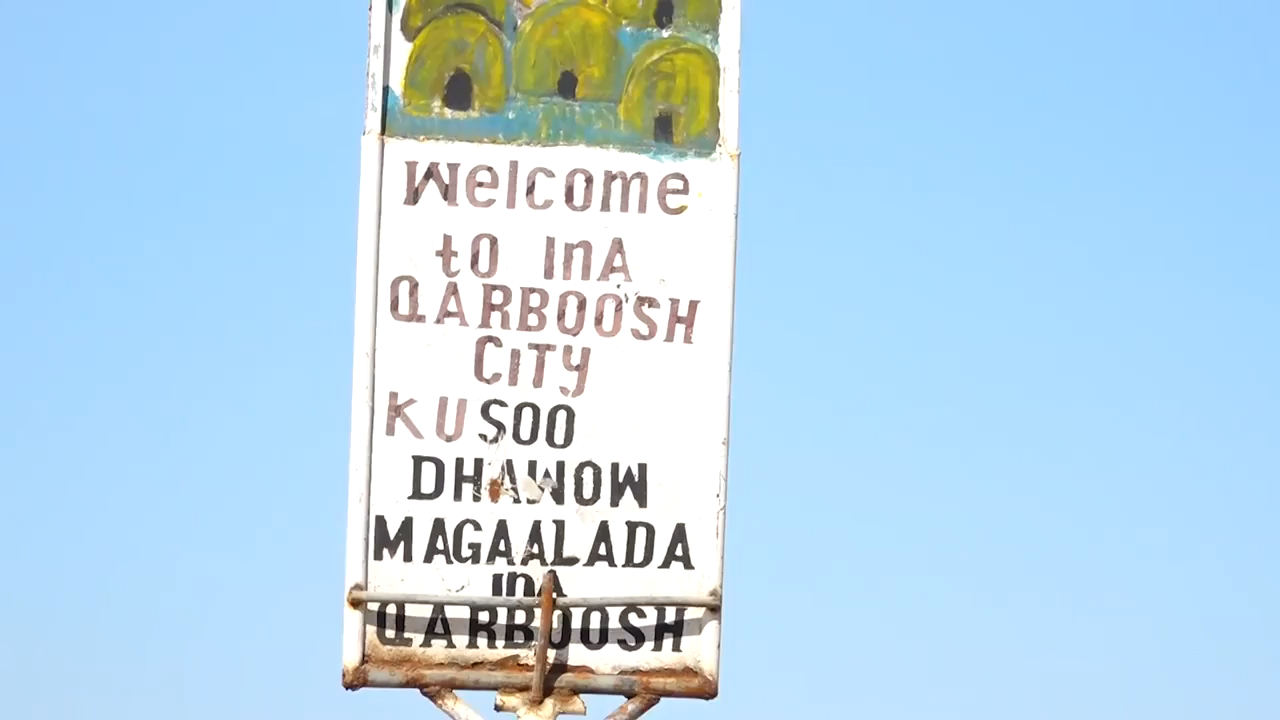 Welcome
to InA
QARBOOSH
CiTy
KUSOO
DHAWOW
MAGAALADA
InA
QARBOOSH